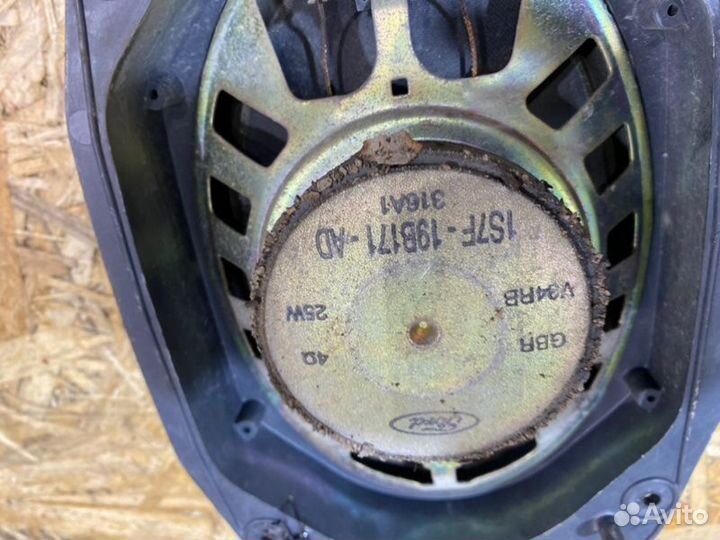 Ford
4Ω GBR
25W V34RB
1S7F-19B171-AD
316A1
Avito